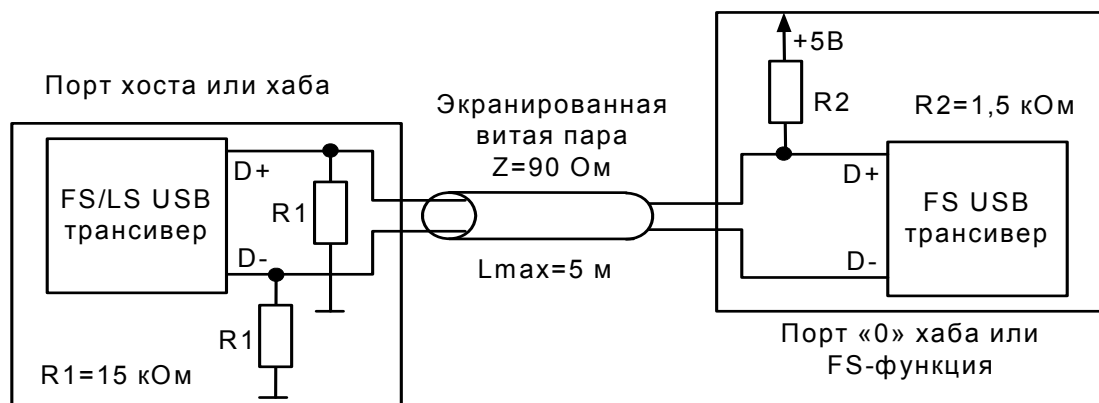 Порт хоста или хаба
FS/LS USB
трансивер
D+
D-
R1
R1
R1=15 кОм
Экранированная
витая пара
Z=90 Ом
Lmax=5 м
+5В
R2
R2=1,5 кОм
D+
D-
FS USB
трансивер
Порт «0» хаба или
FS-функция